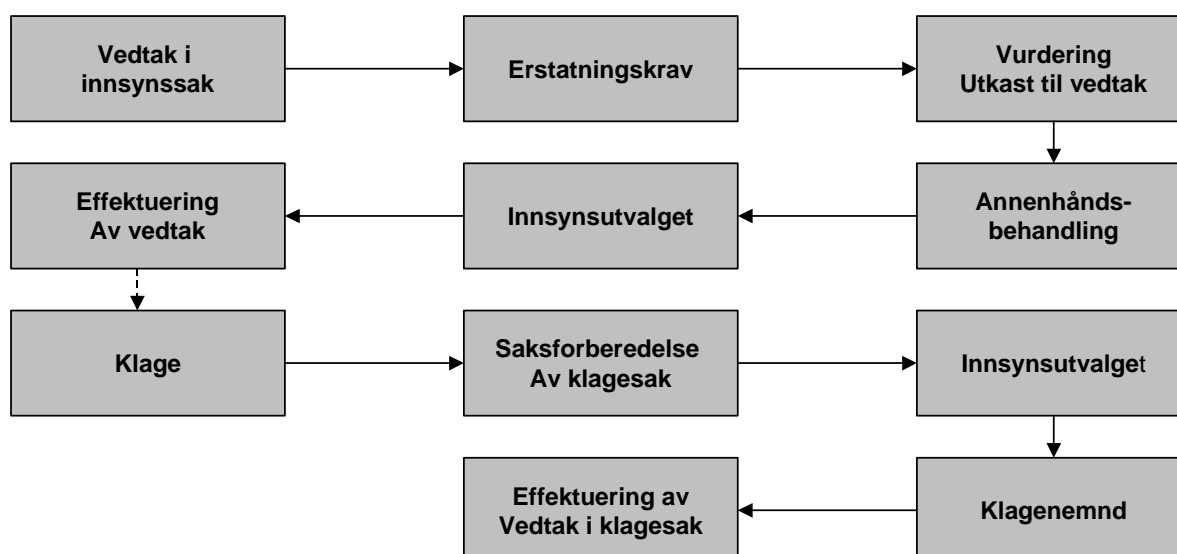 Vedtak i
innsynssak
Erstatningskrav
Vurdering
Utkast til vedtak
Effektuering
Av vedtak
Innsynsutvalget
Annenhånds-
behandling
Klage
Saksforberedelse
Av klagesak
Innsynsutvalget
Effektuering av
Vedtak i klagesak
Klagenemnd